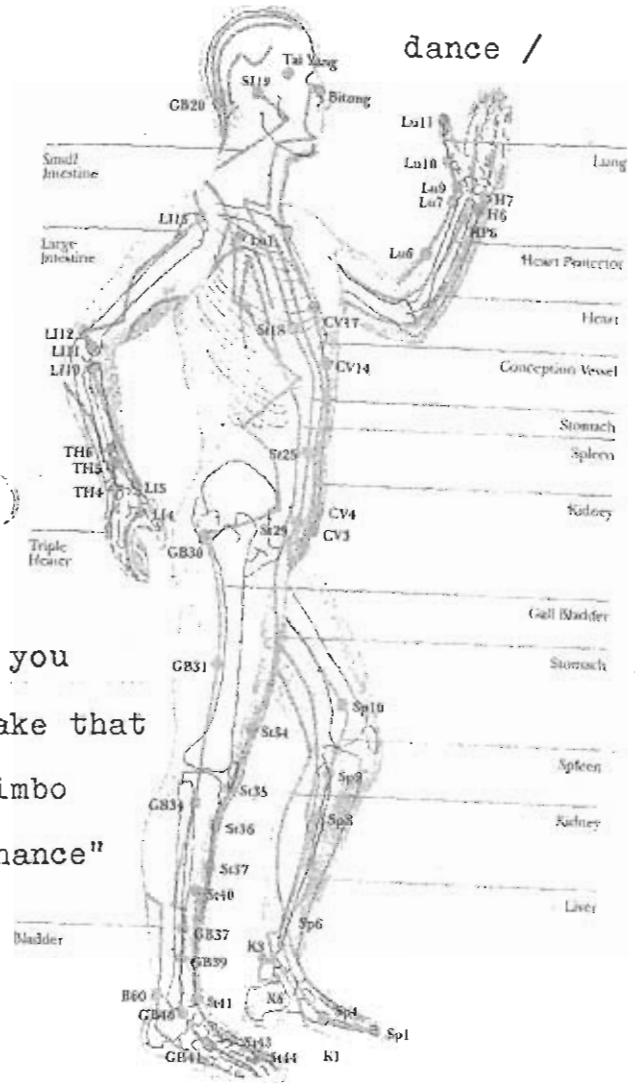 dance /
Tai Yang
SI19
Bitong
GB20
Lu11
Small
Intestine
Lung
Lu10
Lu9
Lu7
H7
H6
HP6
LI15
Lu1
Large
Intestine
Lu6
Heart Protector
Heart
St18
CV17
LI12
LI11
LI10
CV14
Conception Vessel
Stomach
St25
Spleen
TH6
TH5
TH4
LI5
LI4
Kidney
CV4
St29
CV3
Triple
Heater
GB30
Gall Bladder
you
GB31
Stomach
ake that
Sp10
St34
imbo
Sp9
Spleen
St35
GB34
Sp8
Kidney
St36
hance"
St37
St40
Liver
Sp6
GB37
Bladder
K3
GB39
B60
K6
St41
Sp4
GB40
Sp1
St43
GB41
St44
K1